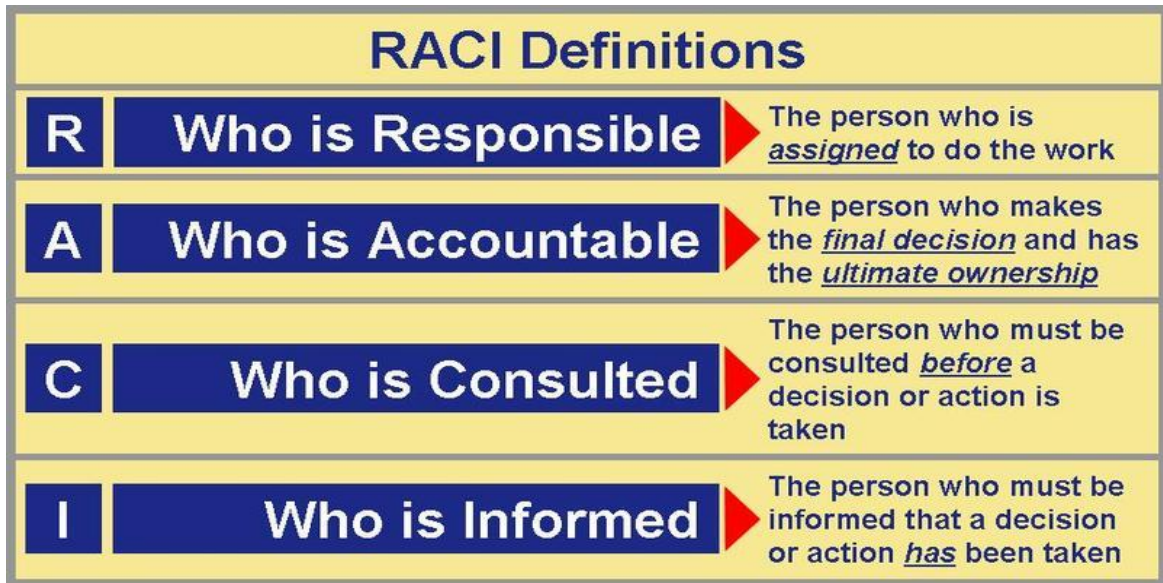 RACI Definitions
R
Who is Responsible
The person who is
assigned to do the work
A
Who is Accountable
The person who makes
the final decision and has
the ultimate ownership
C
Who is Consulted
The person who must be
consulted before a
decision or action is
taken
I
Who is Informed
The person who must be
informed that a decision
or action has been taken